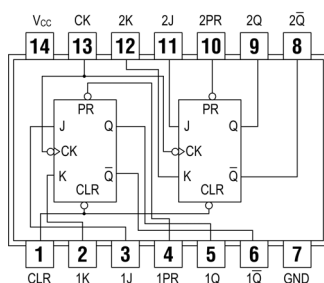 Vcc CK 2K 2J 2PR 2Q 2Q̅
14 13 12 11 10 9 8
PR PR
J Q J Q
CK CK
K Q̅ K Q̅
CLR CLR
1 2 3 4 5 6 7
CLR 1K 1J 1PR 1Q 1Q̅ GND